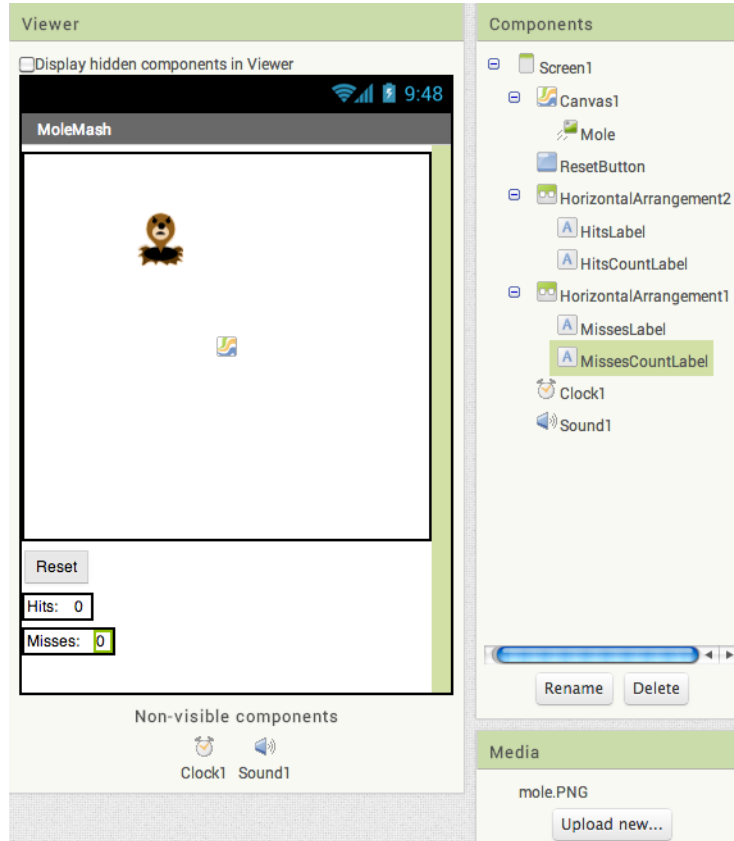 Viewer
Display hidden components in Viewer
9:48
MoleMash
Reset
Hits: 0
Misses: 0
Non-visible components
Clock1 Sound1
Components
Screen1
Canvas1
Mole
ResetButton
HorizontalArrangement2
A HitsLabel
A HitsCountLabel
HorizontalArrangement1
A MissesLabel
A MissesCountLabel
Clock1
Sound1
Rename Delete
Media
mole.PNG
Upload new...